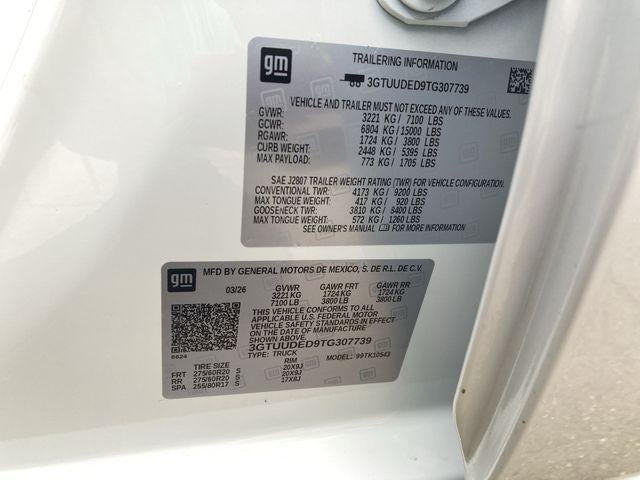 gm
TRAILERING INFORMATION
3GTUUDED9TG307739
VEHICLE AND TRAILER MUST NOT EXCEED ANY OF THESE VALUES.
GVWR: 3221 KG / 7100 LBS
GCWR: 6804 KG / 15000 LBS
RGAWR: 1724 KG / 3800 LBS
CURB WEIGHT: 2448 KG / 5395 LBS
MAX PAYLOAD: 773 KG / 1705 LBS
SAE J2807 TRAILER WEIGHT RATING (TWR) FOR VEHICLE CONFIGURATION.
CONVENTIONAL TWR: 4173 KG / 9200 LBS
MAX TONGUE WEIGHT: 417 KG / 920 LBS
GOOSENECK TWR: 3810 KG / 8400 LBS
MAX TONGUE WEIGHT: 572 KG / 1260 LBS
SEE OWNER'S MANUAL FOR ADDITIONAL INFORMATION.
gm
MFD BY GENERAL MOTORS DE MEXICO, S. DE R.L. DE C.V.
03/26 GVWR GAWR FRT GAWR RR
3221 KG 1724 KG 1724 KG
7100 LB 3800 LB 3800 LB
THIS VEHICLE CONFORMS TO ALL
APPLICABLE U.S. FEDERAL MOTOR
VEHICLE SAFETY STANDARDS IN EFFECT
ON THE DATE OF MANUFACTURE
SHOWN ABOVE.
3GTUUDED9TG307739
TYPE: TRUCK MODEL: 99TK10543
8624
TIRE SIZE RIM
FRT 275/60R20 S 20X9J
RR 275/60R20 S 20X9J
SPA 255/80R17 S 17X8J